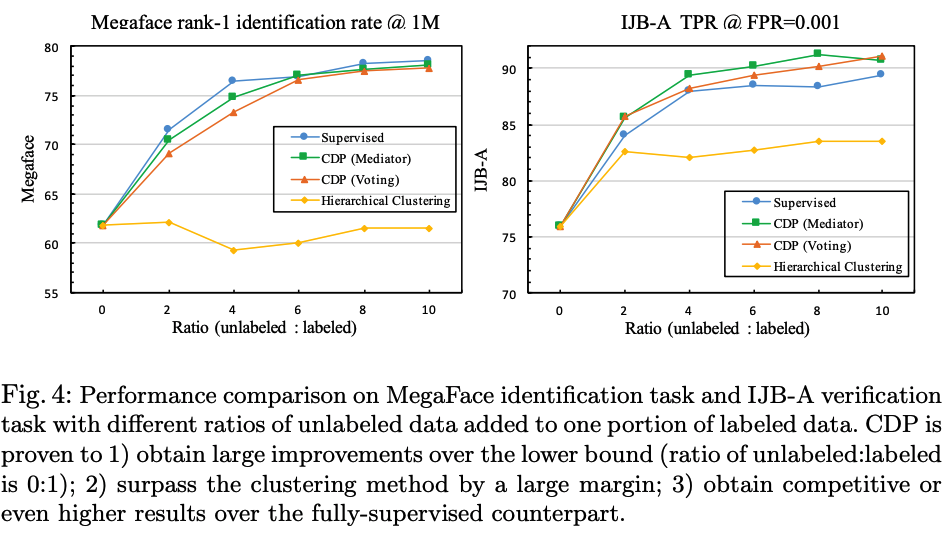 Megaface rank-1 identification rate @ 1M
80
75
70
65
60
55
Megaface
Supervised
CDP (Mediator)
CDP (Voting)
Hierarchical Clustering
0 2 4 6 8 10
Ratio (unlabeled : labeled)
IJB-A TPR @ FPR=0.001
90
85
80
75
70
IJB-A
Supervised
CDP (Mediator)
CDP (Voting)
Hierarchical Clustering
0 2 4 6 8 10
Ratio (unlabeled : labeled)
Fig. 4: Performance comparison on MegaFace identification task and IJB-A verification
task with different ratios of unlabeled data added to one portion of labeled data. CDP is
proven to 1) obtain large improvements over the lower bound (ratio of unlabeled:labeled
is 0:1); 2) surpass the clustering method by a large margin; 3) obtain competitive or
even higher results over the fully-supervised counterpart.